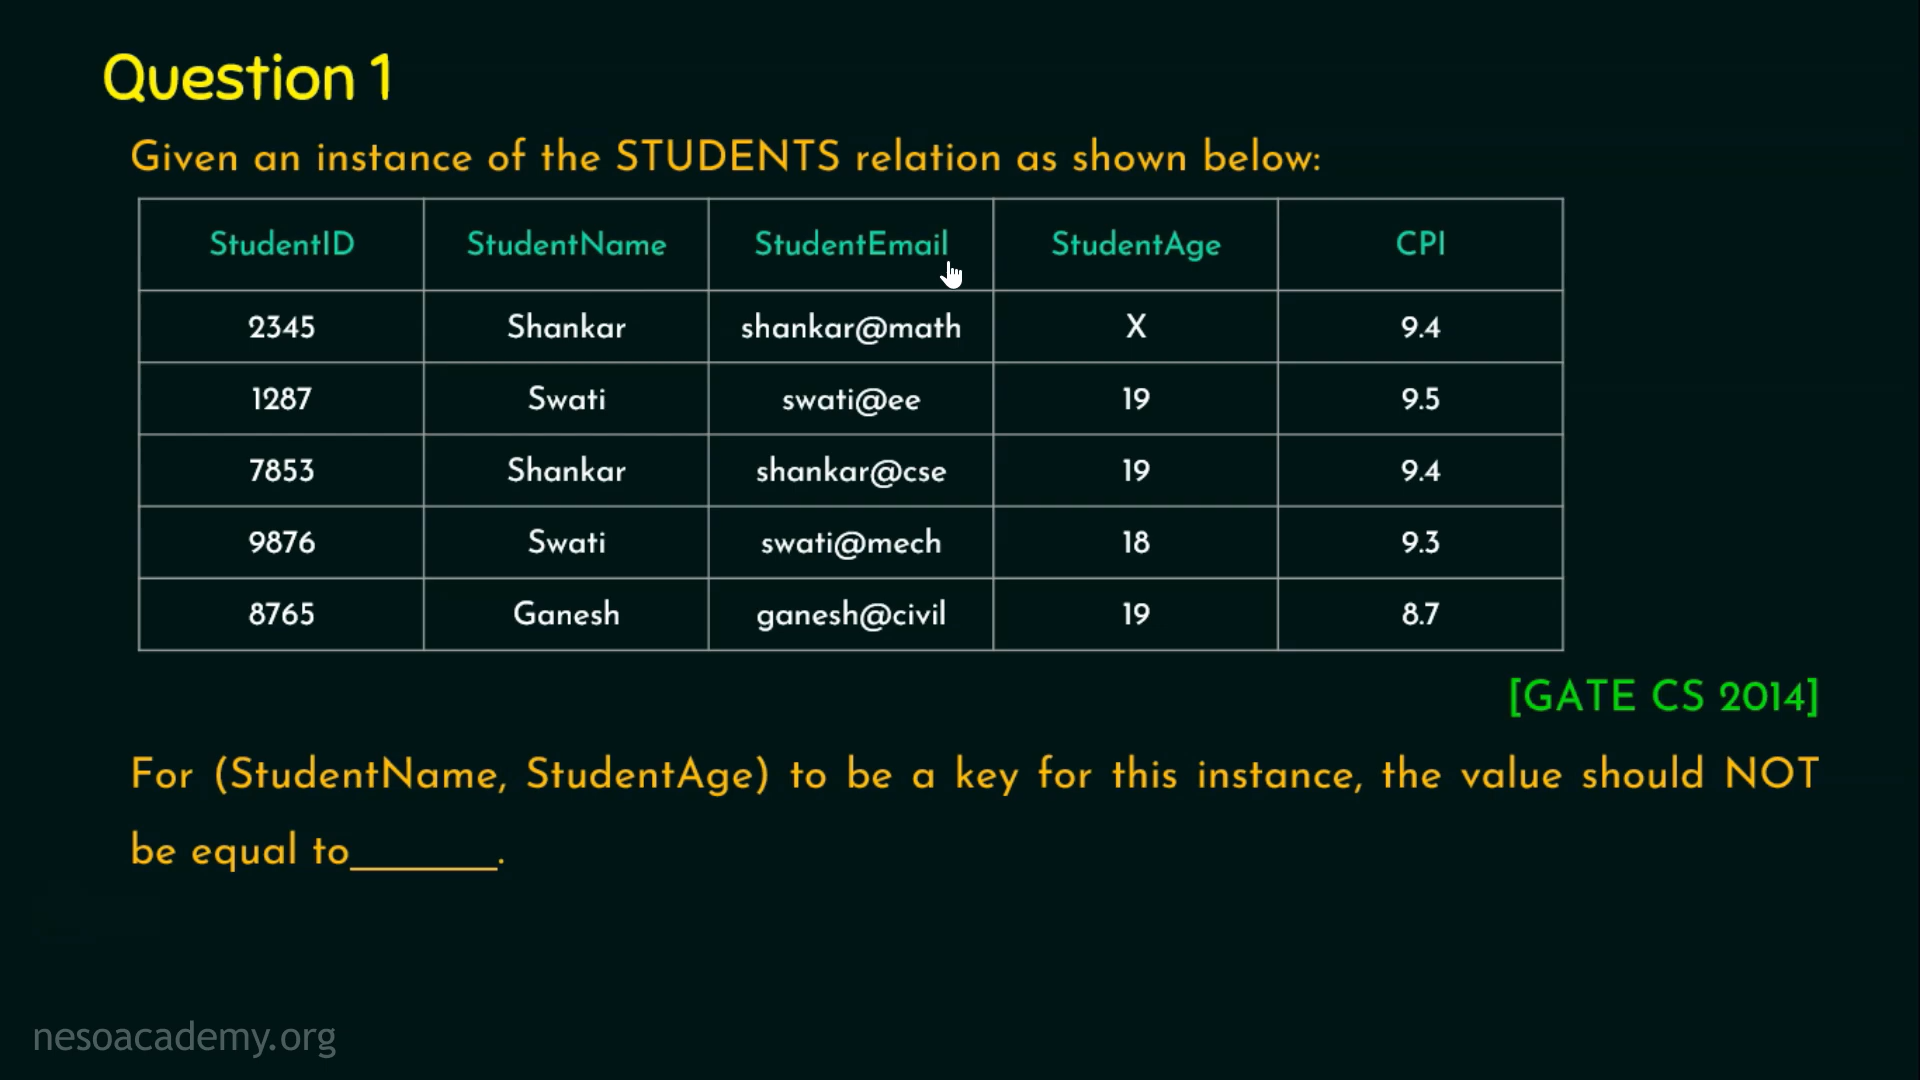 Question 1
Given an instance of the STUDENTS relation as shown below:
StudentID StudentName StudentEmail StudentAge CPI
2345 Shankar shankar@math X 9.4
1287 Swati swati@ee 19 9.5
7853 Shankar shankar@cse 19 9.4
9876 Swati swati@mech 18 9.3
8765 Ganesh ganesh@civil 19 8.7
[GATE CS 2014]
For (StudentName, StudentAge) to be a key for this instance, the value should NOT
be equal to_______.
nesoacademy.org